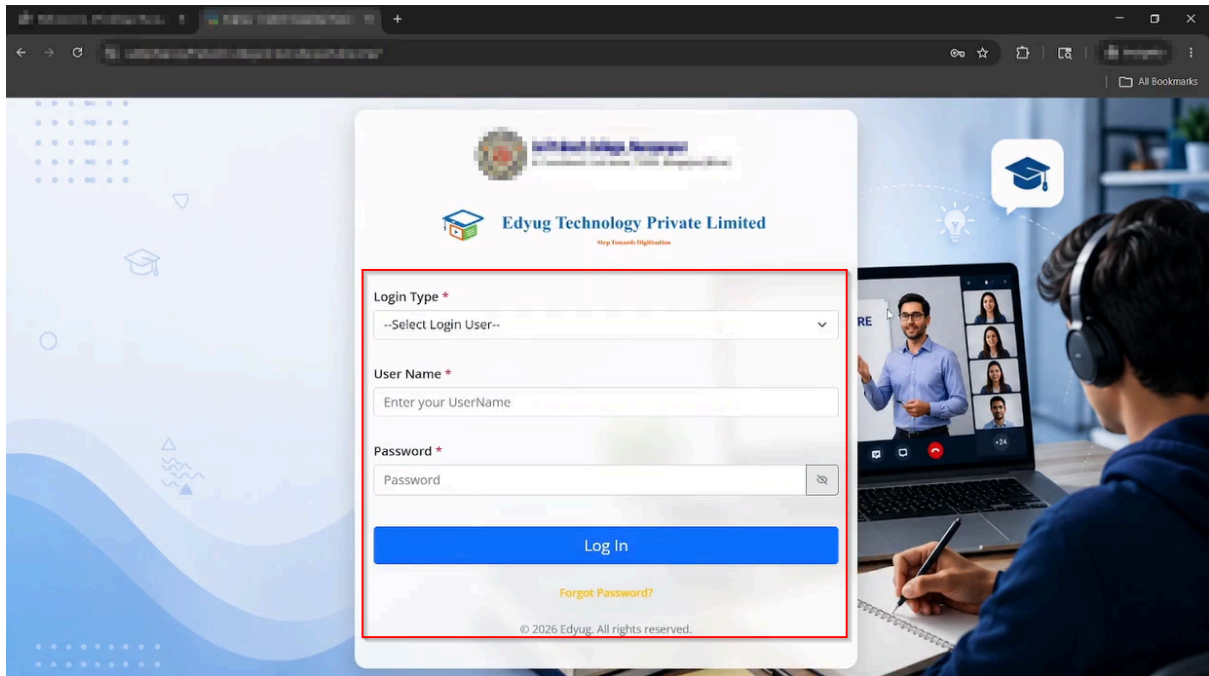 All Bookmarks
Edyug Technology Private Limited
Step Towards Digitisation
Login Type *
--Select Login User--
User Name *
Enter your UserName
Password *
Password
Log In
Forgot Password?
© 2026 Edyug. All rights reserved.
RE
+24